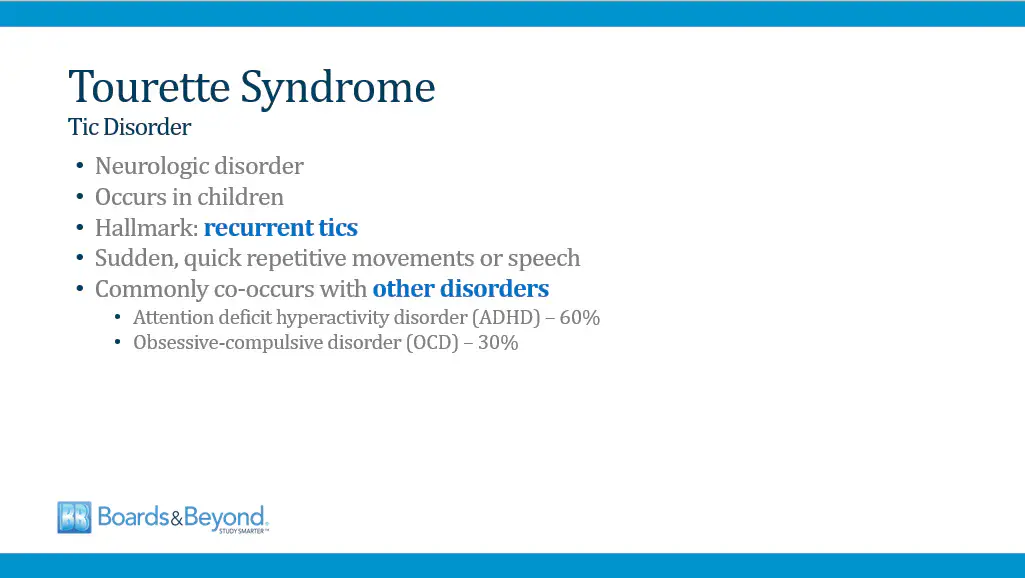 Tourette Syndrome
Tic Disorder
• Neurologic disorder
• Occurs in children
• Hallmark: recurrent tics
• Sudden, quick repetitive movements or speech
• Commonly co-occurs with other disorders
• Attention deficit hyperactivity disorder (ADHD) – 60%
• Obsessive-compulsive disorder (OCD) – 30%
BB Boards&Beyond®
STUDY SMARTER™